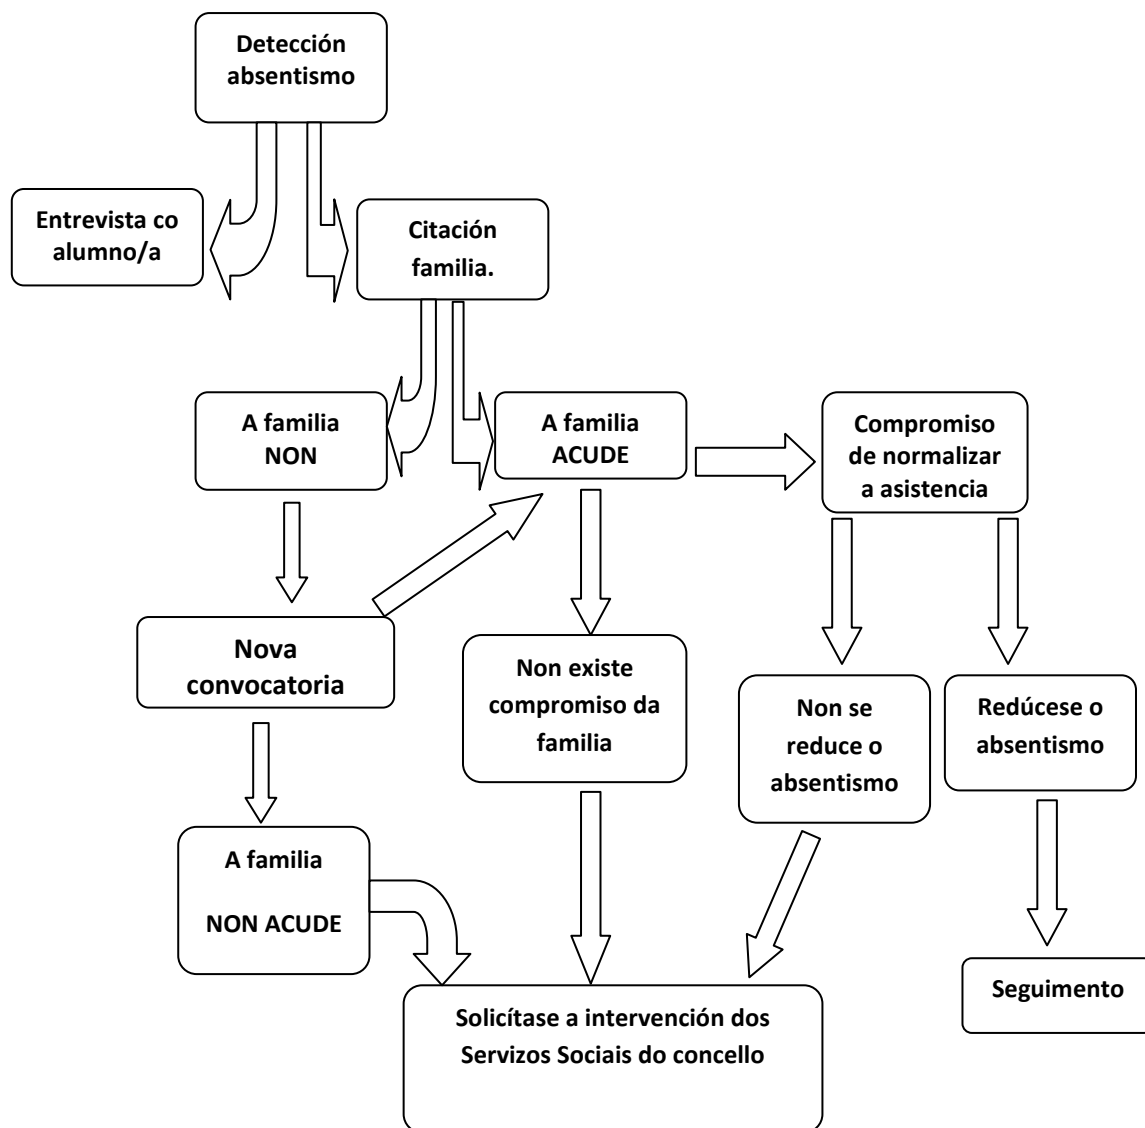 Detección
absentismo
Entrevista co
alumno/a
Citación
familia.
A familia
NON
A familia
ACUDE
Compromiso
de normalizar
a asistencia
Nova
convocatoria
Non existe
compromiso da
familia
Non se
reduce o
absentismo
Redúcese o
absentismo
A familia
NON ACUDE
Seguimento
Solicítase a intervención dos
Servizos Sociais do concello